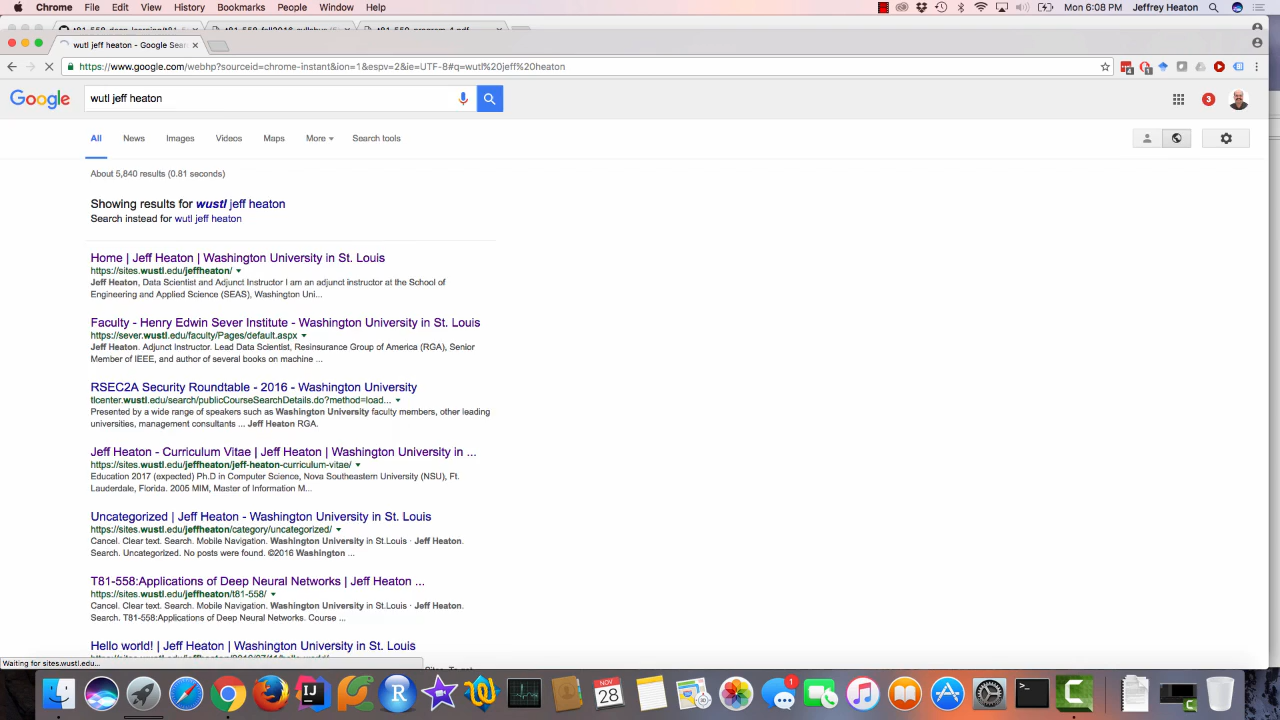 Chrome File Edit View History Bookmarks People Window Help Mon 6:08 PM Jeffrey Heaton
wutl jeff heaton - Google Sear
https://www.google.com/webhp?sourceid=chrome-instant&ion=1&espv=2&ie=UTF-8#q=wutl%20jeff%20heaton
Google wutl jeff heaton 3
All News Images Videos Maps More Search tools
About 5,840 results (0.81 seconds)
Showing results for wustl jeff heaton
Search instead for wutl jeff heaton
Home | Jeff Heaton | Washington University in St. Louis
https://sites.wustl.edu/jeffheaton/
Jeff Heaton, Data Scientist and Adjunct Instructor I am an adjunct instructor at the School of
Engineering and Applied Science (SEAS), Washington Uni...
Faculty - Henry Edwin Sever Institute - Washington University in St. Louis
https://sever.wustl.edu/faculty/Pages/default.aspx
Jeff Heaton. Adjunct Instructor. Lead Data Scientist, Resinsurance Group of America (RGA), Senior
Member of IEEE, and author of several books on machine ...
RSEC2A Security Roundtable - 2016 - Washington University
tlcenter.wustl.edu/search/publicCourseSearchDetails.do?method=load...
Presented by a wide range of speakers such as Washington University faculty members, other leading
universities, management consultants ... Jeff Heaton RGA.
Jeff Heaton - Curriculum Vitae | Jeff Heaton | Washington University in ...
https://sites.wustl.edu/jeffheaton/jeff-heaton-curriculum-vitae/
Education 2017 (expected) Ph.D in Computer Science, Nova Southeastern University (NSU), Ft.
Lauderdale, Florida. 2005 MIM, Master of Information M...
Uncategorized | Jeff Heaton - Washington University in St. Louis
https://sites.wustl.edu/jeffheaton/category/uncategorized/
Cancel. Clear text. Search. Mobile Navigation. Washington University in St.Louis · Jeff Heaton.
Search. Uncategorized. No posts were found. ©2016 Washington ...
T81-558:Applications of Deep Neural Networks | Jeff Heaton ...
https://sites.wustl.edu/jeffheaton/t81-558/
Cancel. Clear text. Search. Mobile Navigation. Washington University in St.Louis · Jeff Heaton.
Search. T81-558:Applications of Deep Neural Networks. Course ...
Hello world! | Jeff Heaton | Washington University in St. Louis
Waiting for sites.wustl.edu...
NOV
28
1